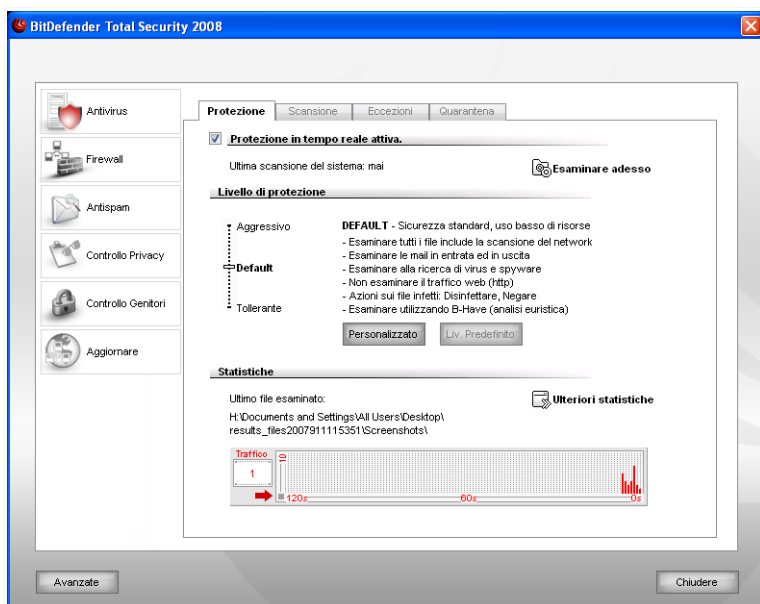 BitDefender Total Security 2008
Antivirus
Firewall
Antispam
Controllo Privacy
Controllo Genitori
Aggiornare
Protezione
Scansione
Eccezioni
Quarantena
Protezione in tempo reale attiva.
Ultima scansione del sistema: mai
Esaminare adesso
Livello di protezione
Aggressivo
Default
Tollerante
DEFAULT - Sicurezza standard, uso basso di risorse
- Esaminare tutti i file include la scansione del network
- Esaminare le mail in entrata ed in uscita
- Esaminare alla ricerca di virus e spyware
- Non esaminare il traffico web (http)
- Azioni sui file infetti: Disinfettare, Negare
- Esaminare utilizzando B-Have (analisi euristica)
Personalizzato
Liv. Predefinito
Statistiche
Ultimo file esaminato:
Ulteriori statistiche
H:\Documents and Settings\All Users\Desktop\
results_files2007911115351\Screenshots\
Traffico
1
10
120s
60s
0s
Avanzate
Chiudere